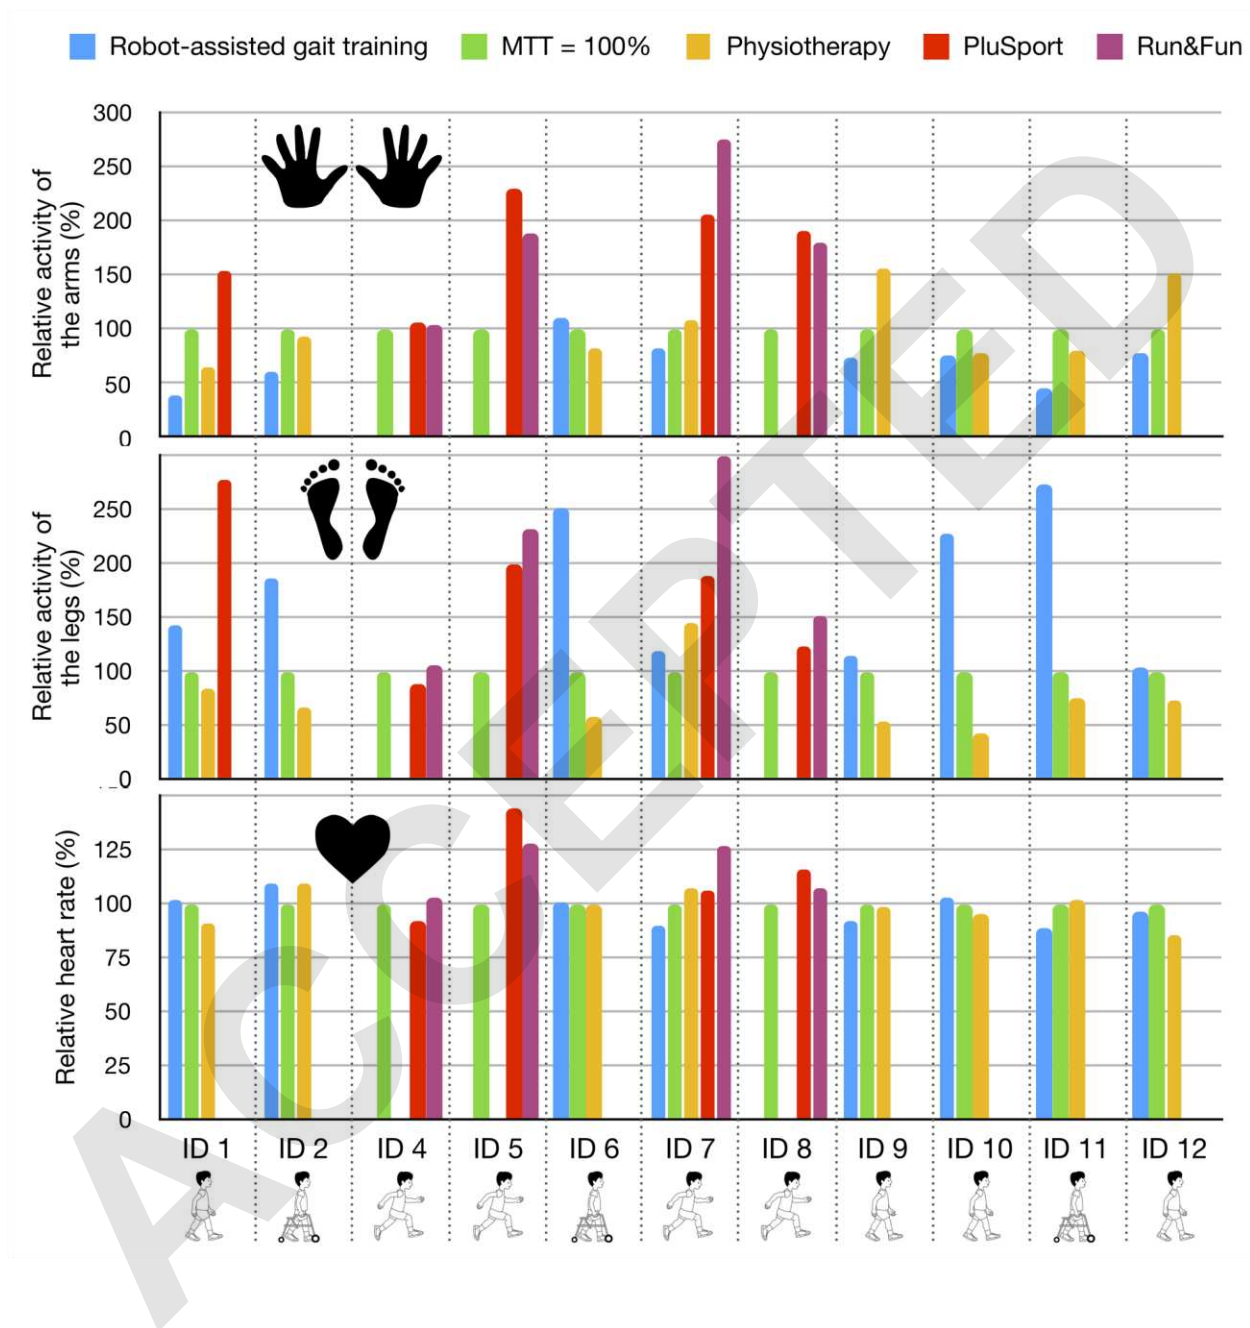 Robot-assisted gait training MTT = 100% Physiotherapy PluSport Run&Fun
Relative activity of
the arms (%)
300
250
200
150
100
50
0
Relative activity of
the legs (%)
250
200
150
100
50
0
Relative heart rate (%)
125
100
75
50
25
0
ID 1 ID 2 ID 4 ID 5 ID 6 ID 7 ID 8 ID 9 ID 10 ID 11 ID 12
ACCEPTED